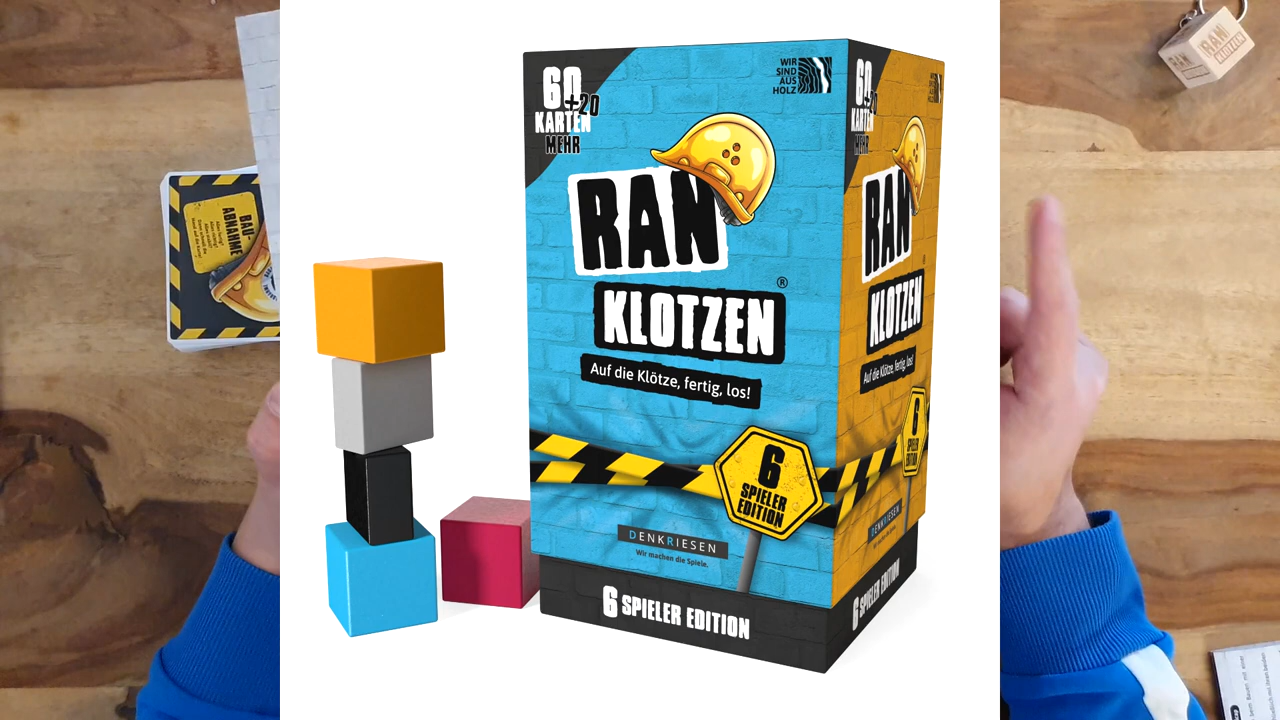 60
+20
KARTEN
MEHR
WIR
SIND
AUS
HOLZ
RAN
KLOTZEN
®
Auf die Klötze, fertig, los!
6
SPIELER
EDITION
DENKRIESEN
Wir machen die Spiele.
6 SPIELER EDITION
60
+20
KARTEN
MEHR
RAN
KLOTZEN
Auf die Klötze, fertig, los!
6
SPIELER
EDITION
DENKRIESEN
6 SPIELER EDITION
BAU-
ABNAHME
RAN
KLOTZEN